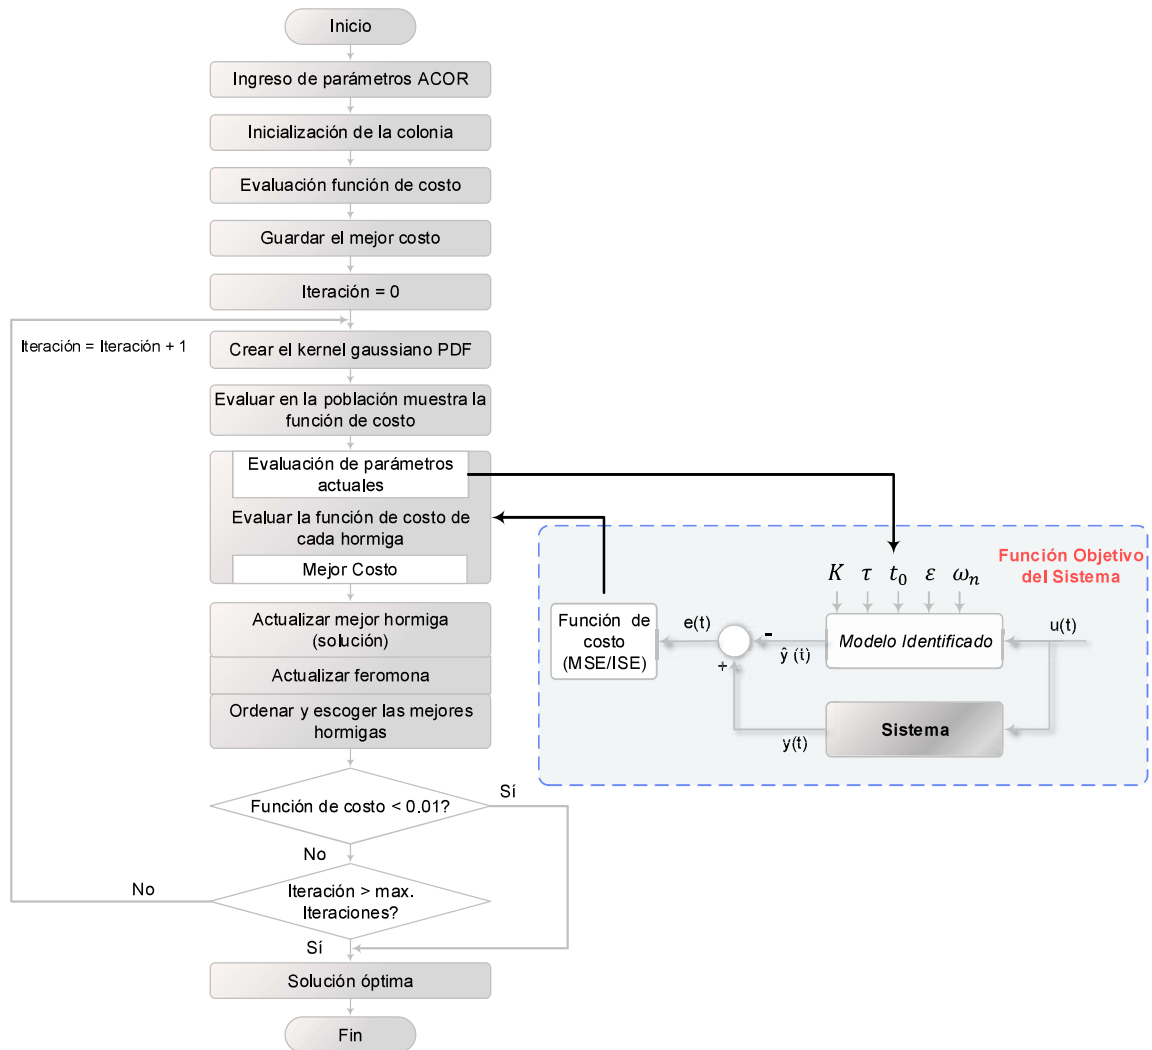 Inicio
Ingreso de parámetros ACOR
Inicialización de la colonia
Evaluación función de costo
Guardar el mejor costo
Iteración = 0
Iteración = Iteración + 1
Crear el kernel gaussiano PDF
Evaluar en la población muestra la
función de costo
Evaluación de parámetros
actuales
Evaluar la función de costo de
cada hormiga
Mejor Costo
Actualizar mejor hormiga
(solución)
Actualizar feromona
Ordenar y escoger las mejores
hormigas
Función de costo < 0.01?
Sí
No
Iteración > max.
Iteraciones?
No
Sí
Solución óptima
Fin
Función Objetivo
del Sistema
K τ t₀ ε ωₙ
Modelo Identificado
u(t)
Función de
costo
(MSE/ISE)
e(t)
-
+
ŷ (t)
Sistema
y(t)